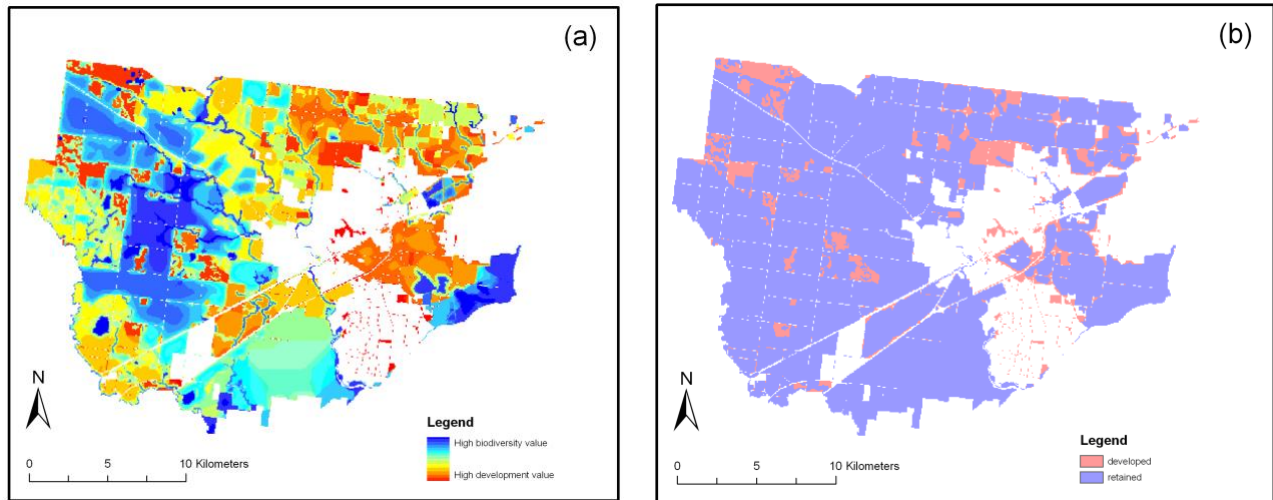 (a)
N
0 5 10 Kilometers
Legend
High biodiversity value
High development value
(b)
N
0 5 10 Kilometers
Legend
developed
retained